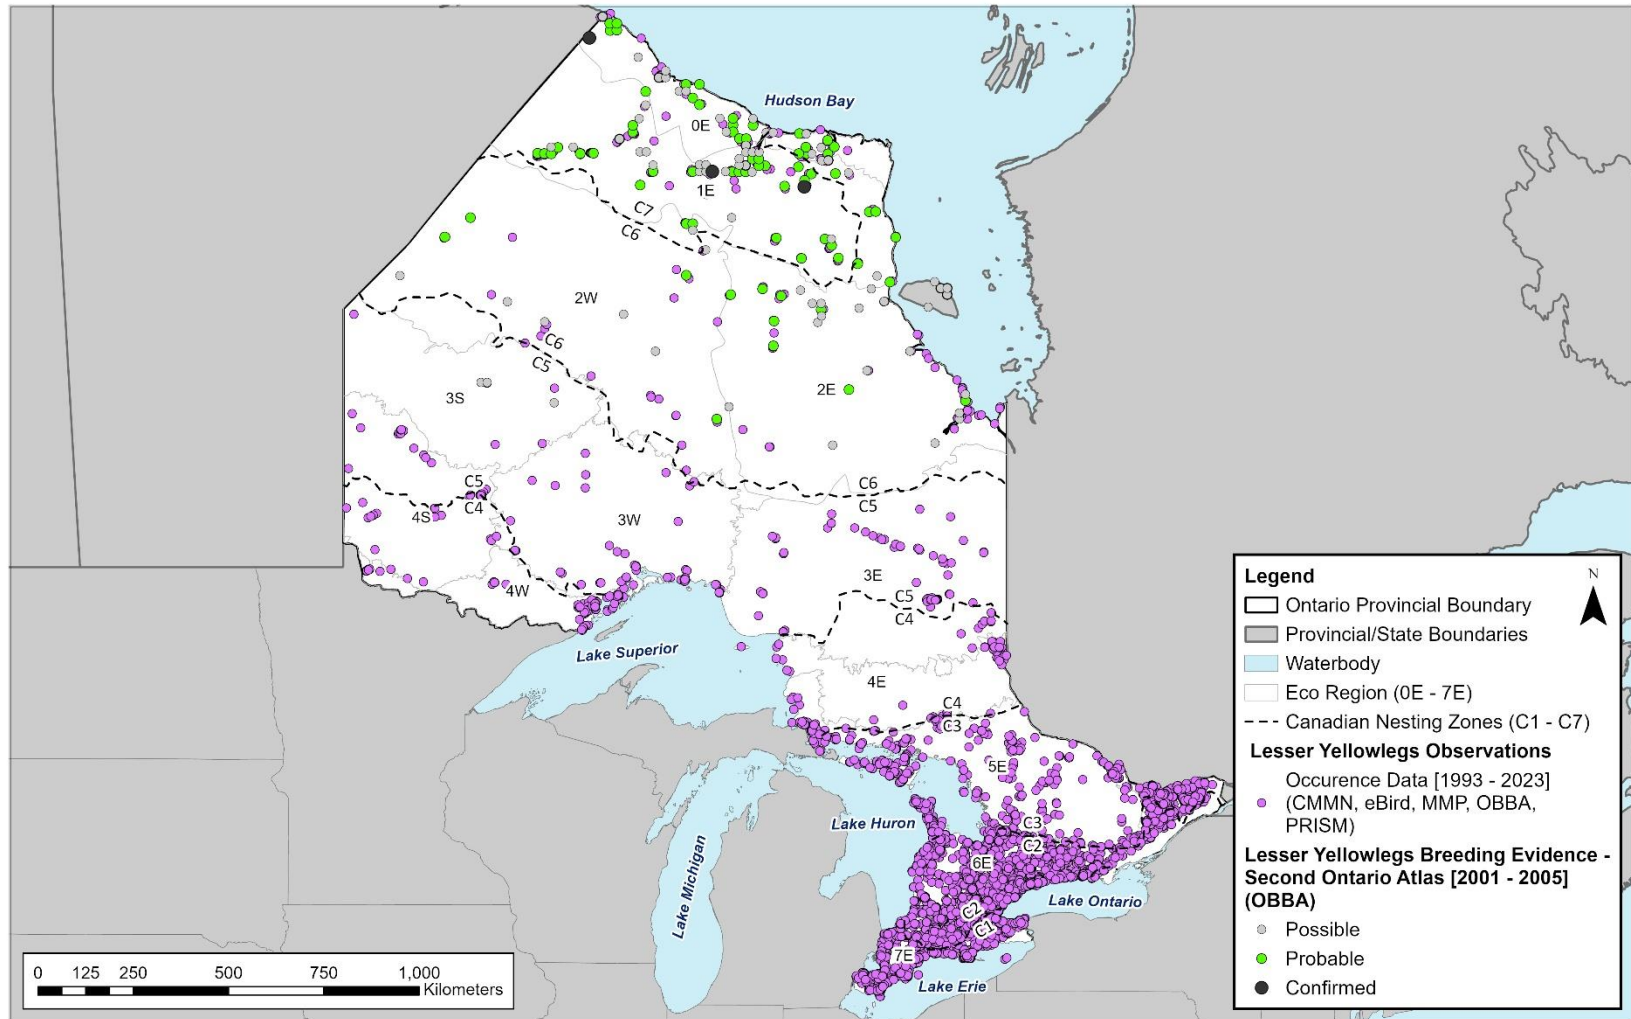 Hudson Bay
0E
1E
C7
C6
2W
C6
C5
3S
2E
C5
C4
C6
C5
4S
3W
3E
4W
C5
C4
Lake Superior
4E
C4
C3
5E
Lake Huron
C3
C2
6E
Lake Michigan
C2
C1
Lake Ontario
7E
Lake Erie
0 125 250 500 750 1,000
Kilometers
Legend
N
Ontario Provincial Boundary
Provincial/State Boundaries
Waterbody
Eco Region (0E - 7E)
Canadian Nesting Zones (C1 - C7)
Lesser Yellowlegs Observations
Occurence Data [1993 - 2023]
(CMMN, eBird, MMP, OBBA,
PRISM)
Lesser Yellowlegs Breeding Evidence -
Second Ontario Atlas [2001 - 2005]
(OBBA)
Possible
Probable
Confirmed